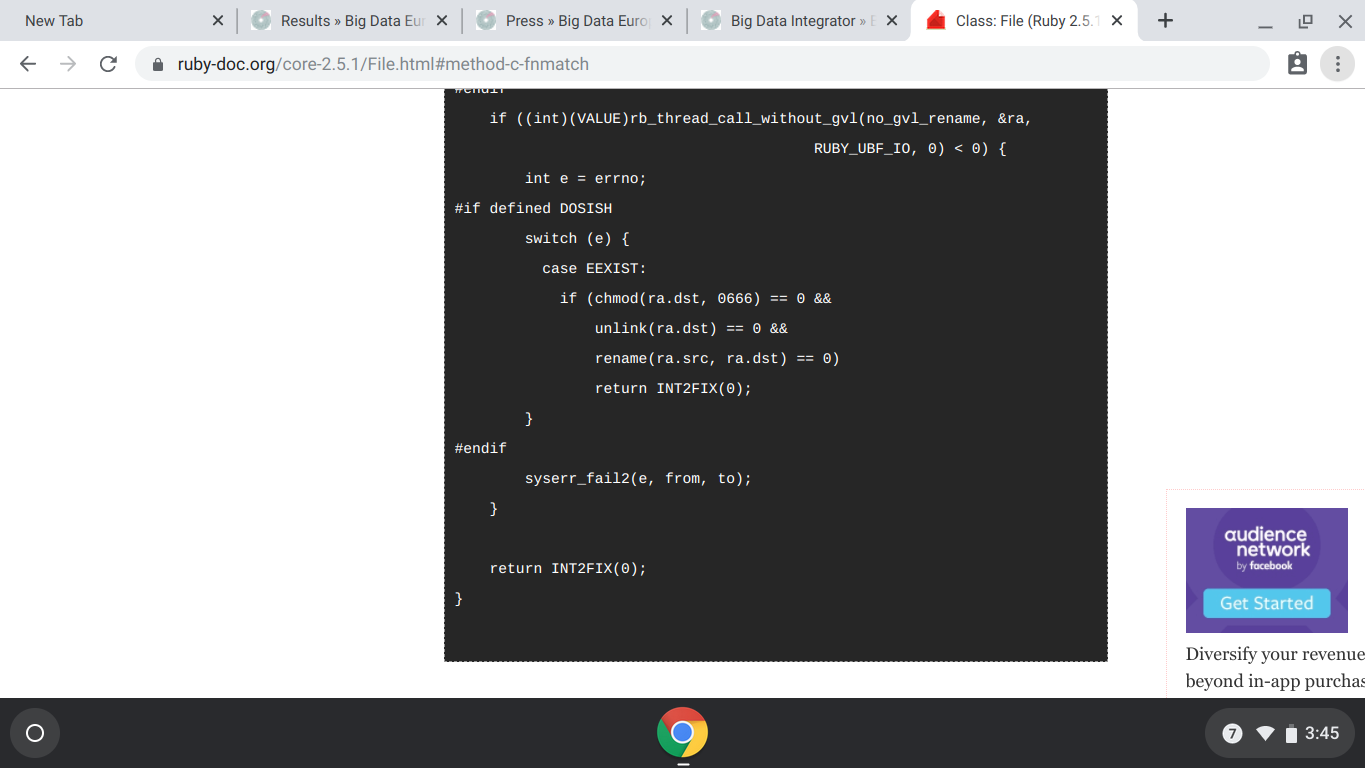 New Tab
Results » Big Data Eur
Press » Big Data Euro
Big Data Integrator »
Class: File (Ruby 2.5.1
ruby-doc.org/core-2.5.1/File.html#method-c-fnmatch
#endif
if ((int)(VALUE)rb_thread_call_without_gvl(no_gvl_rename, &ra,
RUBY_UBF_IO, 0) < 0) {
int e = errno;
#if defined DOSISH
switch (e) {
case EEXIST:
if (chmod(ra.dst, 0666) == 0 &&
unlink(ra.dst) == 0 &&
rename(ra.src, ra.dst) == 0)
return INT2FIX(0);
}
#endif
syserr_fail2(e, from, to);
}
return INT2FIX(0);
}
audience
network
by facebook
Get Started
Diversify your revenue
beyond in-app purchas
7
3:45